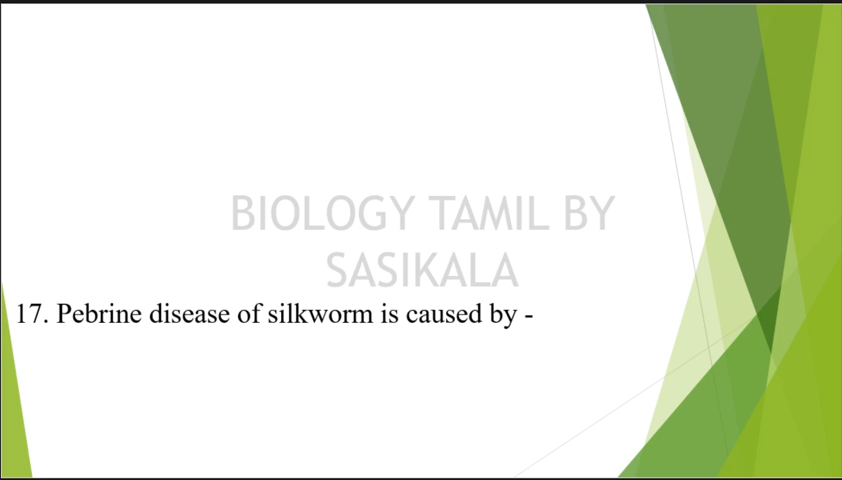 BIOLOGY TAMIL BY
SASIKALA
17. Pebrine disease of silkworm is caused by -